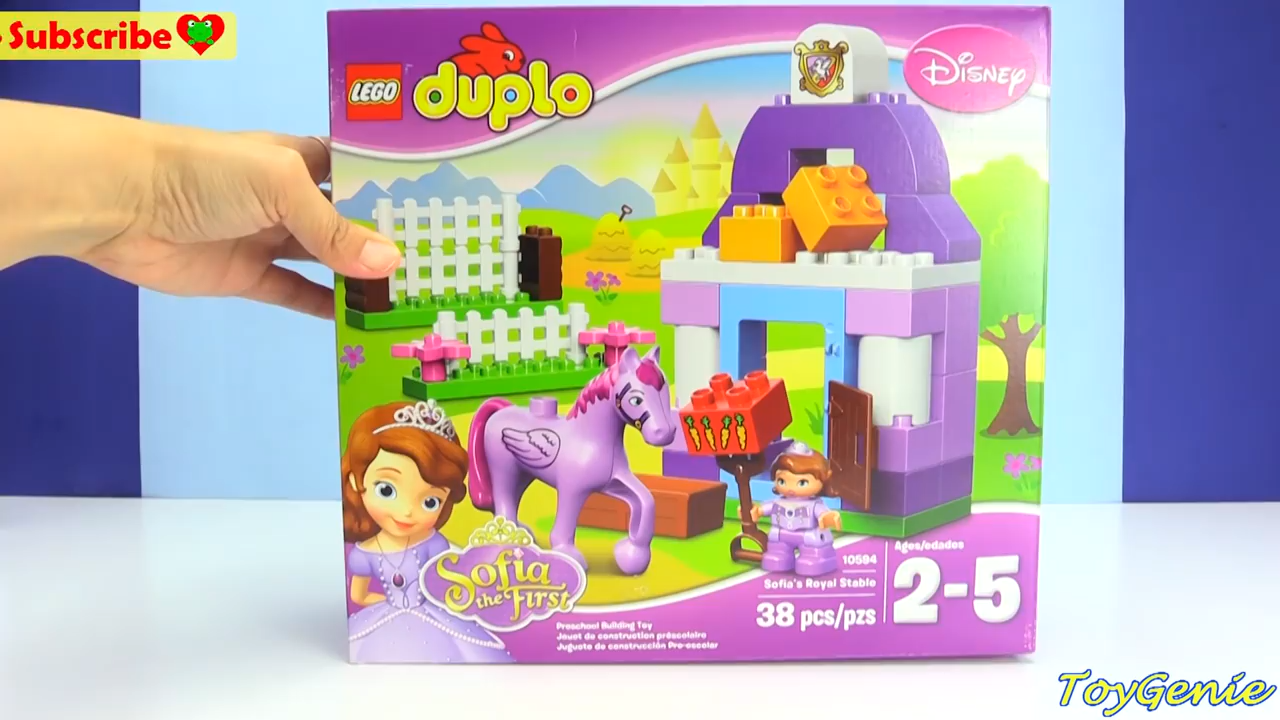 Subscribe
LEGO duplo
Disney
Sofia
the First
10594
Sofia's Royal Stable
38 pcs/pzs
Ages/edades
2-5
Preschool Building Toy
Jouet de construction préscolaire
Juguete de construcción Pre-escolar
ToyGenie